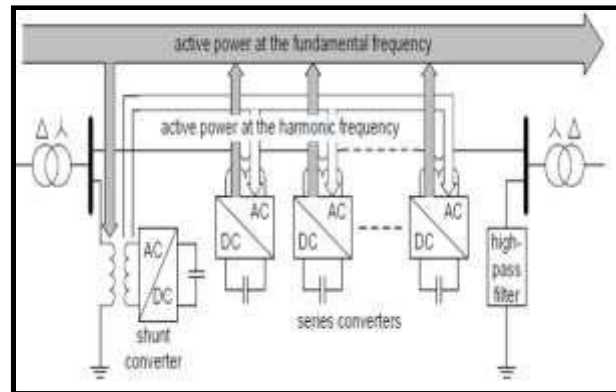 active power at the fundamental frequency
active power at the harmonic frequency
Δ
Δ
AC
DC
AC
DC
AC
DC
AC
DC
high-
pass
filter
shunt
converter
series converters